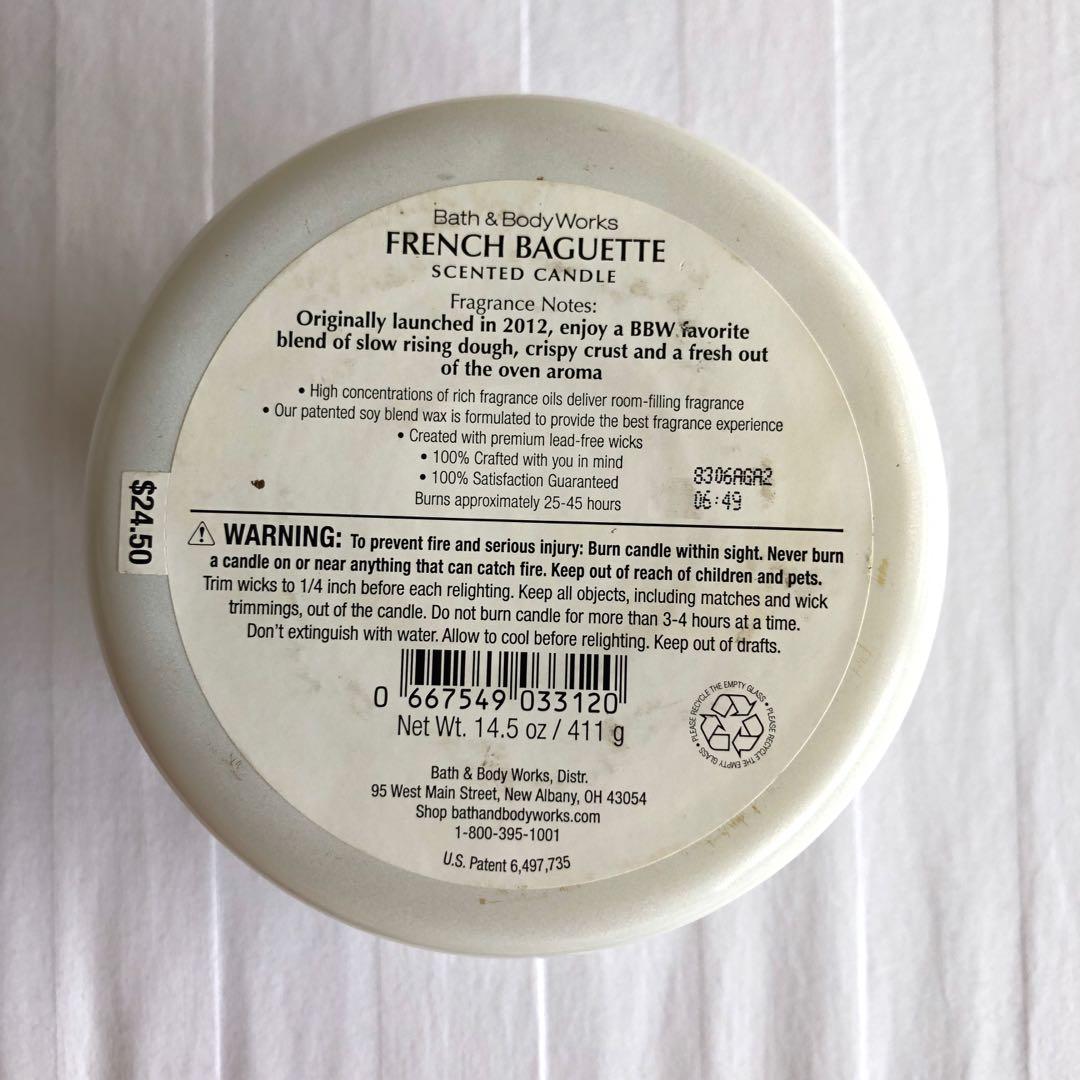 Bath & Body Works
FRENCH BAGUETTE
SCENTED CANDLE
Fragrance Notes:
Originally launched in 2012, enjoy a BBW favorite
blend of slow rising dough, crispy crust and a fresh out
of the oven aroma
• High concentrations of rich fragrance oils deliver room-filling fragrance
• Our patented soy blend wax is formulated to provide the best fragrance experience
• Created with premium lead-free wicks
• 100% Crafted with you in mind
• 100% Satisfaction Guaranteed
Burns approximately 25-45 hours
8306AGA2
06:49
$24.50
WARNING: To prevent fire and serious injury: Burn candle within sight. Never burn
a candle on or near anything that can catch fire. Keep out of reach of children and pets.
Trim wicks to 1/4 inch before each relighting. Keep all objects, including matches and wick
trimmings, out of the candle. Do not burn candle for more than 3-4 hours at a time.
Don't extinguish with water. Allow to cool before relighting. Keep out of drafts.
0 667549 033120
Net Wt. 14.5 oz / 411 g
• PLEASE RECYCLE THE EMPTY GLASS • PLEASE RECYCLE THE EMPTY GLASS
Bath & Body Works, Distr.
95 West Main Street, New Albany, OH 43054
Shop bathandbodyworks.com
1-800-395-1001
U.S. Patent 6,497,735